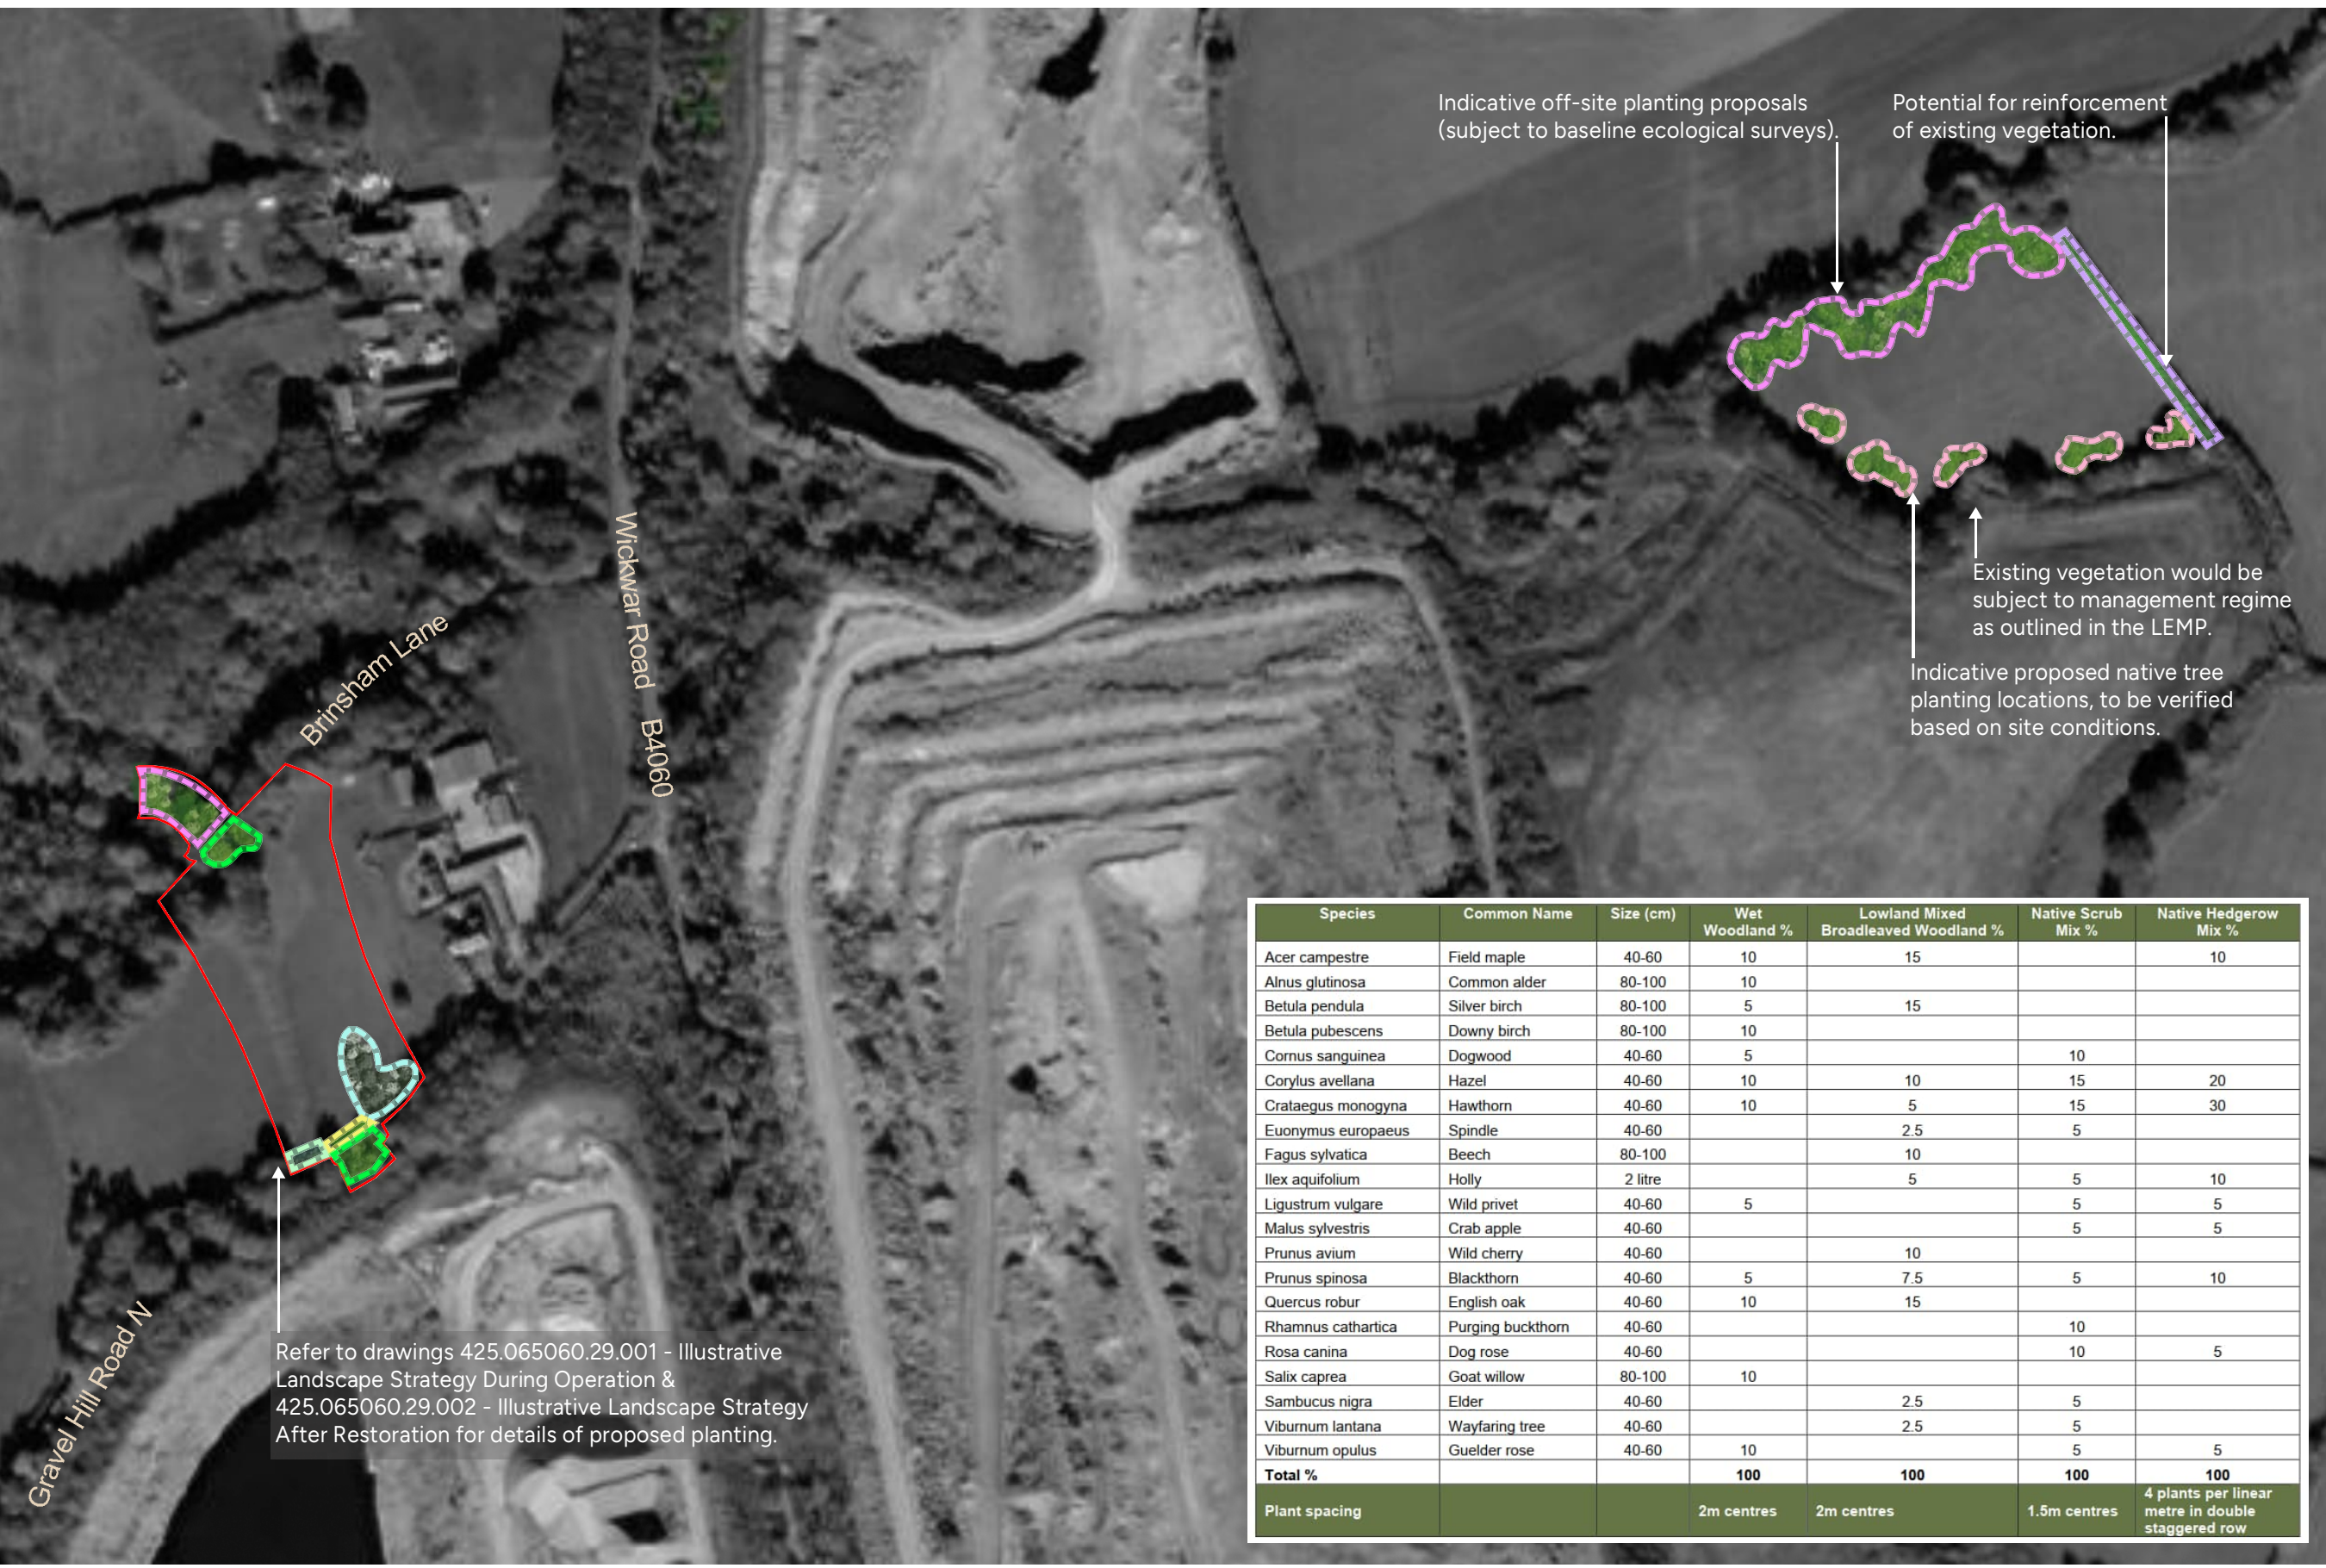 Indicative off-site planting proposals
(subject to baseline ecological surveys).
Potential for reinforcement
of existing vegetation.
Existing vegetation would be
subject to management regime
as outlined in the LEMP.
Indicative proposed native tree
planting locations, to be verified
based on site conditions.
Wickwar Road B4060
Brinsham Lane
Gravel Hill Road N
Refer to drawings 425.065060.29.001 - Illustrative
Landscape Strategy During Operation &
425.065060.29.002 - Illustrative Landscape Strategy
After Restoration for details of proposed planting.
Species Common Name Size (cm) Wet Woodland % Lowland Mixed Broadleaved Woodland % Native Scrub Mix % Native Hedgerow Mix %
Acer campestre Field maple 40-60 10 15 10
Alnus glutinosa Common alder 80-100 10
Betula pendula Silver birch 80-100 5 15
Betula pubescens Downy birch 80-100 10
Cornus sanguinea Dogwood 40-60 5 10
Corylus avellana Hazel 40-60 10 10 15 20
Crataegus monogyna Hawthorn 40-60 10 5 15 30
Euonymus europaeus Spindle 40-60 2.5 5
Fagus sylvatica Beech 80-100 10
Ilex aquifolium Holly 2 litre 5 5 10
Ligustrum vulgare Wild privet 40-60 5 5 5
Malus sylvestris Crab apple 40-60 5 5
Prunus avium Wild cherry 40-60 10
Prunus spinosa Blackthorn 40-60 5 7.5 5 10
Quercus robur English oak 40-60 10 15
Rhamnus cathartica Purging buckthorn 40-60 10
Rosa canina Dog rose 40-60 10 5
Salix caprea Goat willow 80-100 10
Sambucus nigra Elder 40-60 2.5 5
Viburnum lantana Wayfaring tree 40-60 2.5 5
Viburnum opulus Guelder rose 40-60 10 5 5
Total % 100 100 100 100
Plant spacing 2m centres 2m centres 1.5m centres 4 plants per linear metre in double staggered row